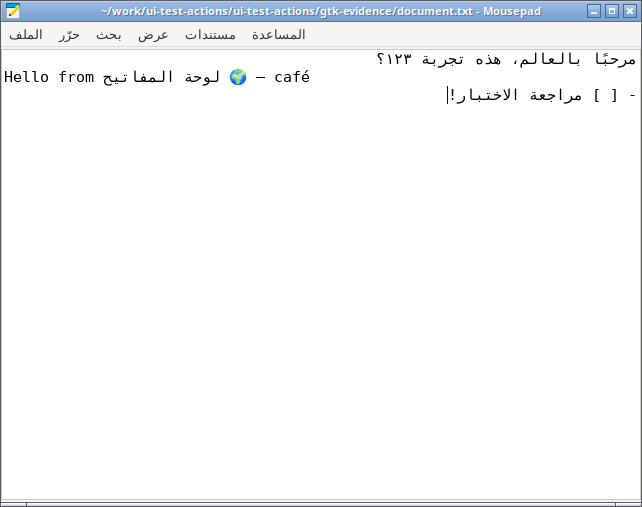 ~/work/ui-test-actions/ui-test-actions/gtk-evidence/document.txt - Mousepad
الملف حرّر بحث عرض مستندات المساعدة
مرحبًا بالعالم، هذه تجربة ١٢٣؟
Hello from لوحة المفاتيح 🌍 — café
- [ ] مراجعة الاختبار!